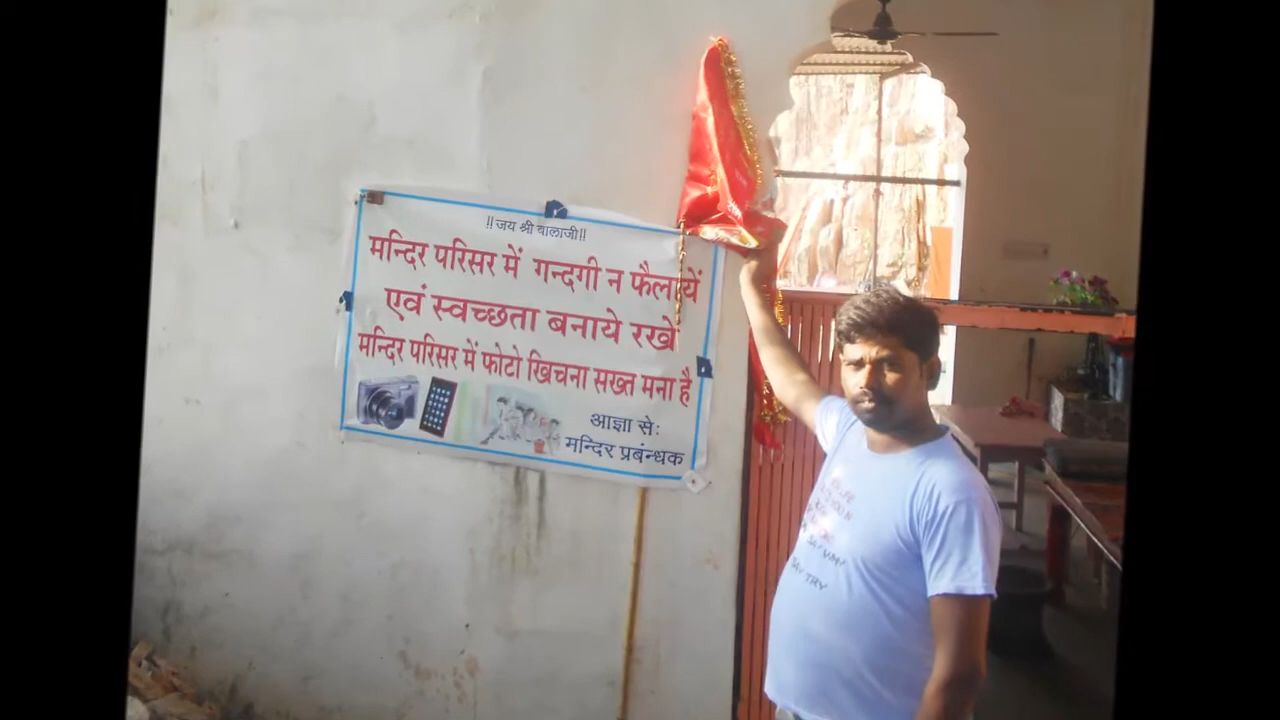 !! जय श्री बालाजी !!
मन्दिर परिसर में गन्दगी न फैलायें
एवं स्वच्छता बनाये रखे
मन्दिर परिसर में फोटो खिचना सख्त मना है
आज्ञा से:
मन्दिर प्रबंन्धक